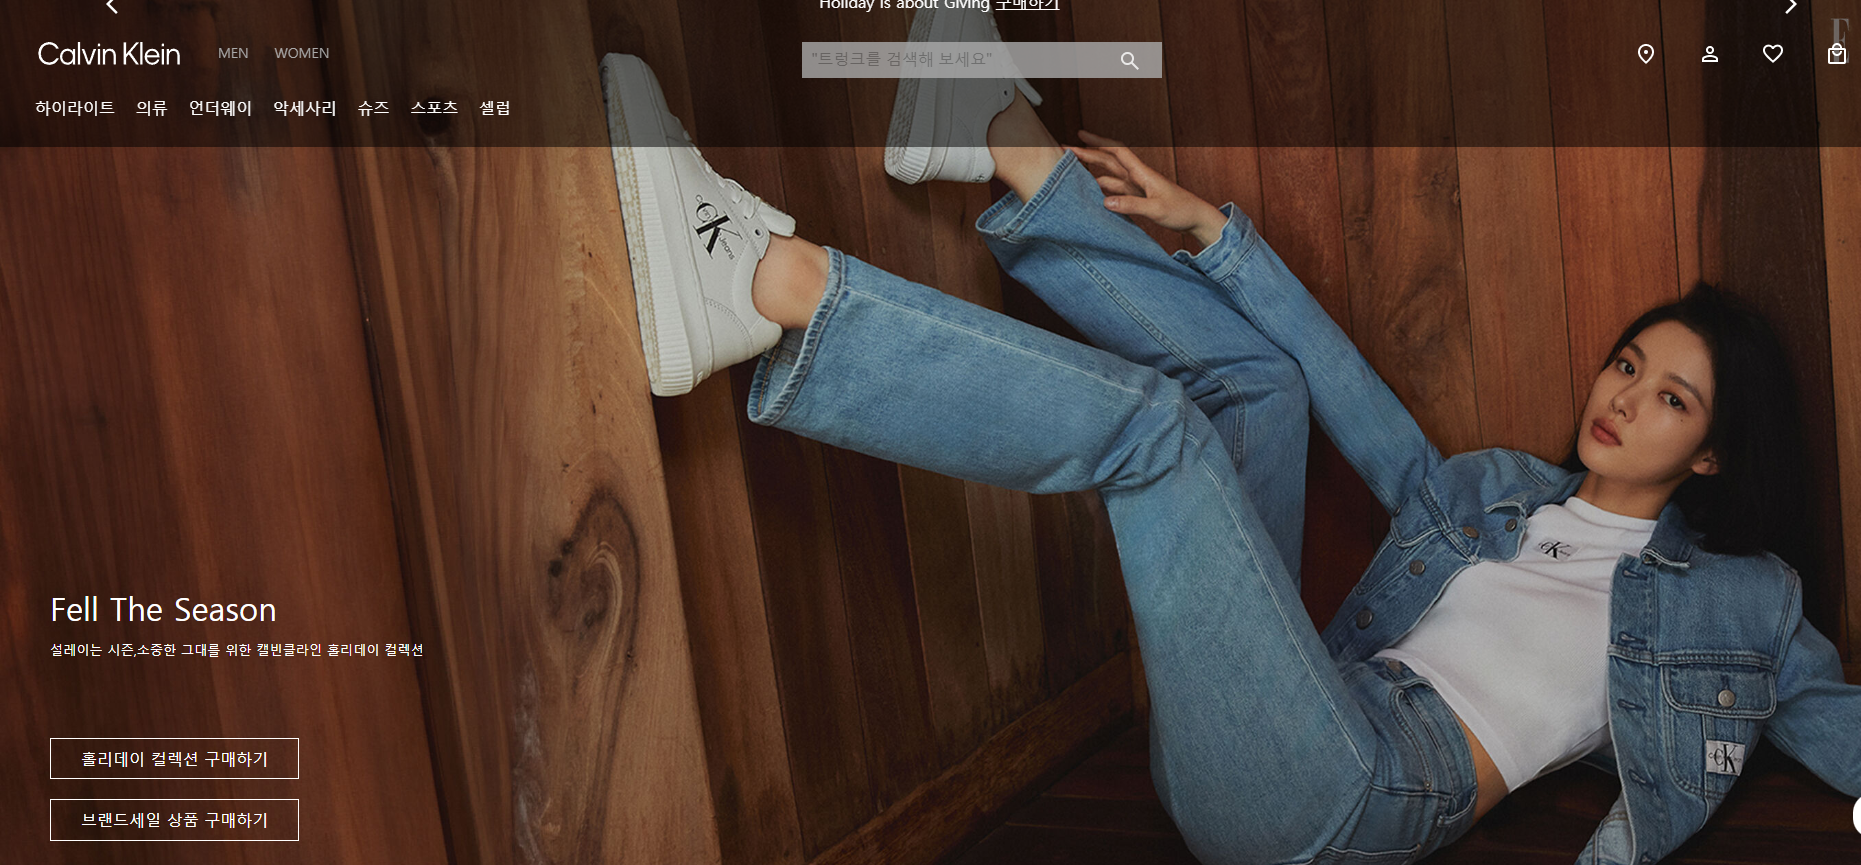 Holiday is about Giving 구매하기
Calvin Klein MEN WOMEN
"트렁크를 검색해 보세요"
하이라이트 의류 언더웨이 악세사리 슈즈 스포츠 셀럽
CK
Jeans
CK
CK
Fell The Season
설레이는 시즌,소중한 그대를 위한 캘빈클라인 홀리데이 컬렉션
홀리데이 컬렉션 구매하기
브랜드세일 상품 구매하기